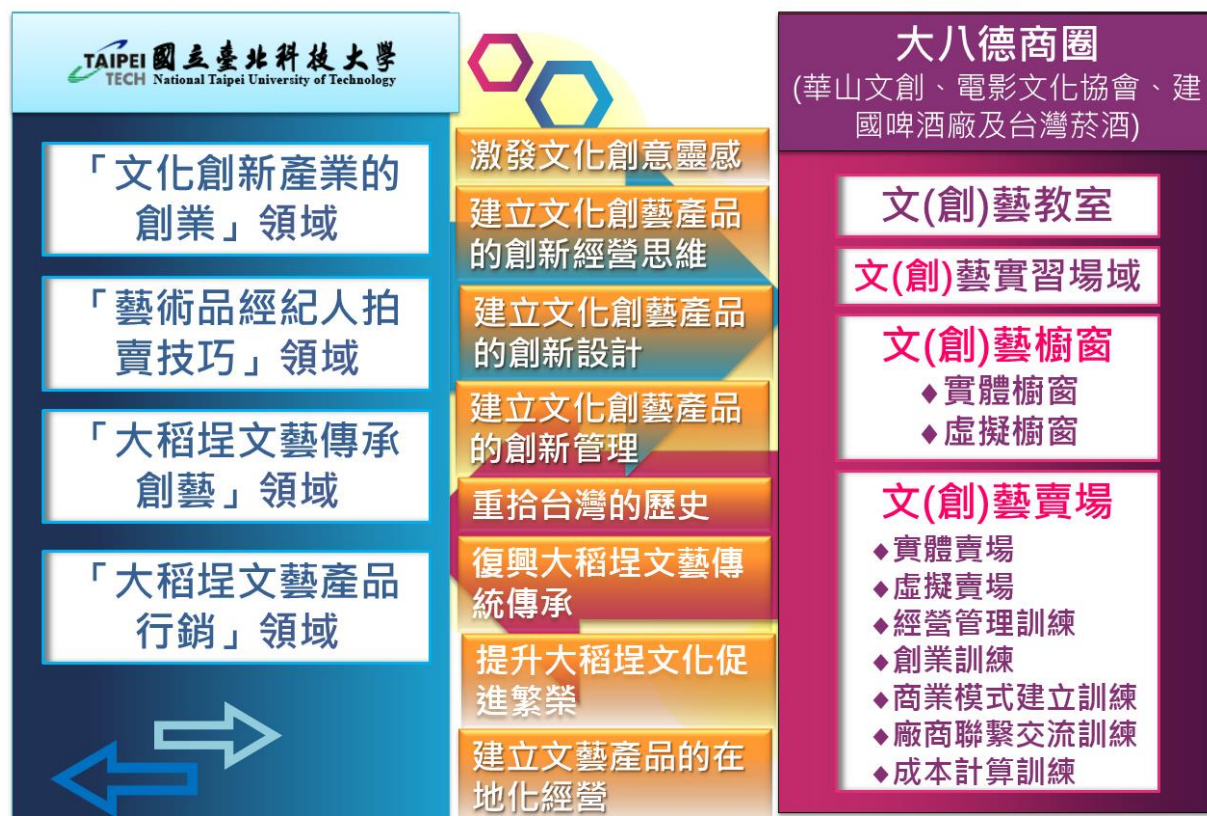 TAIPEI 國立臺北科技大學
TECH National Taipei University of Technology
「文化創新產業的
創業」領域
「藝術品經紀人拍
賣技巧」領域
「大稻埕文藝傳承
創藝」領域
「大稻埕文藝產品
行銷」領域
激發文化創意靈感
建立文化創藝產品
的創新經營思維
建立文化創藝產品
的創新設計
建立文化創藝產品
的創新管理
重拾台灣的歷史
復興大稻埕文藝傳
統傳承
提升大稻埕文化促
進繁榮
建立文藝產品的在
地化經營
大八德商圈
(華山文創、電影文化協會、建
國啤酒廠及台灣菸酒)
文(創)藝教室
文(創)藝實習場域
文(創)藝櫥窗
◆實體櫥窗
◆虛擬櫥窗
文(創)藝賣場
◆實體賣場
◆虛擬賣場
◆經營管理訓練
◆創業訓練
◆商業模式建立訓練
◆廠商聯繫交流訓練
◆成本計算訓練